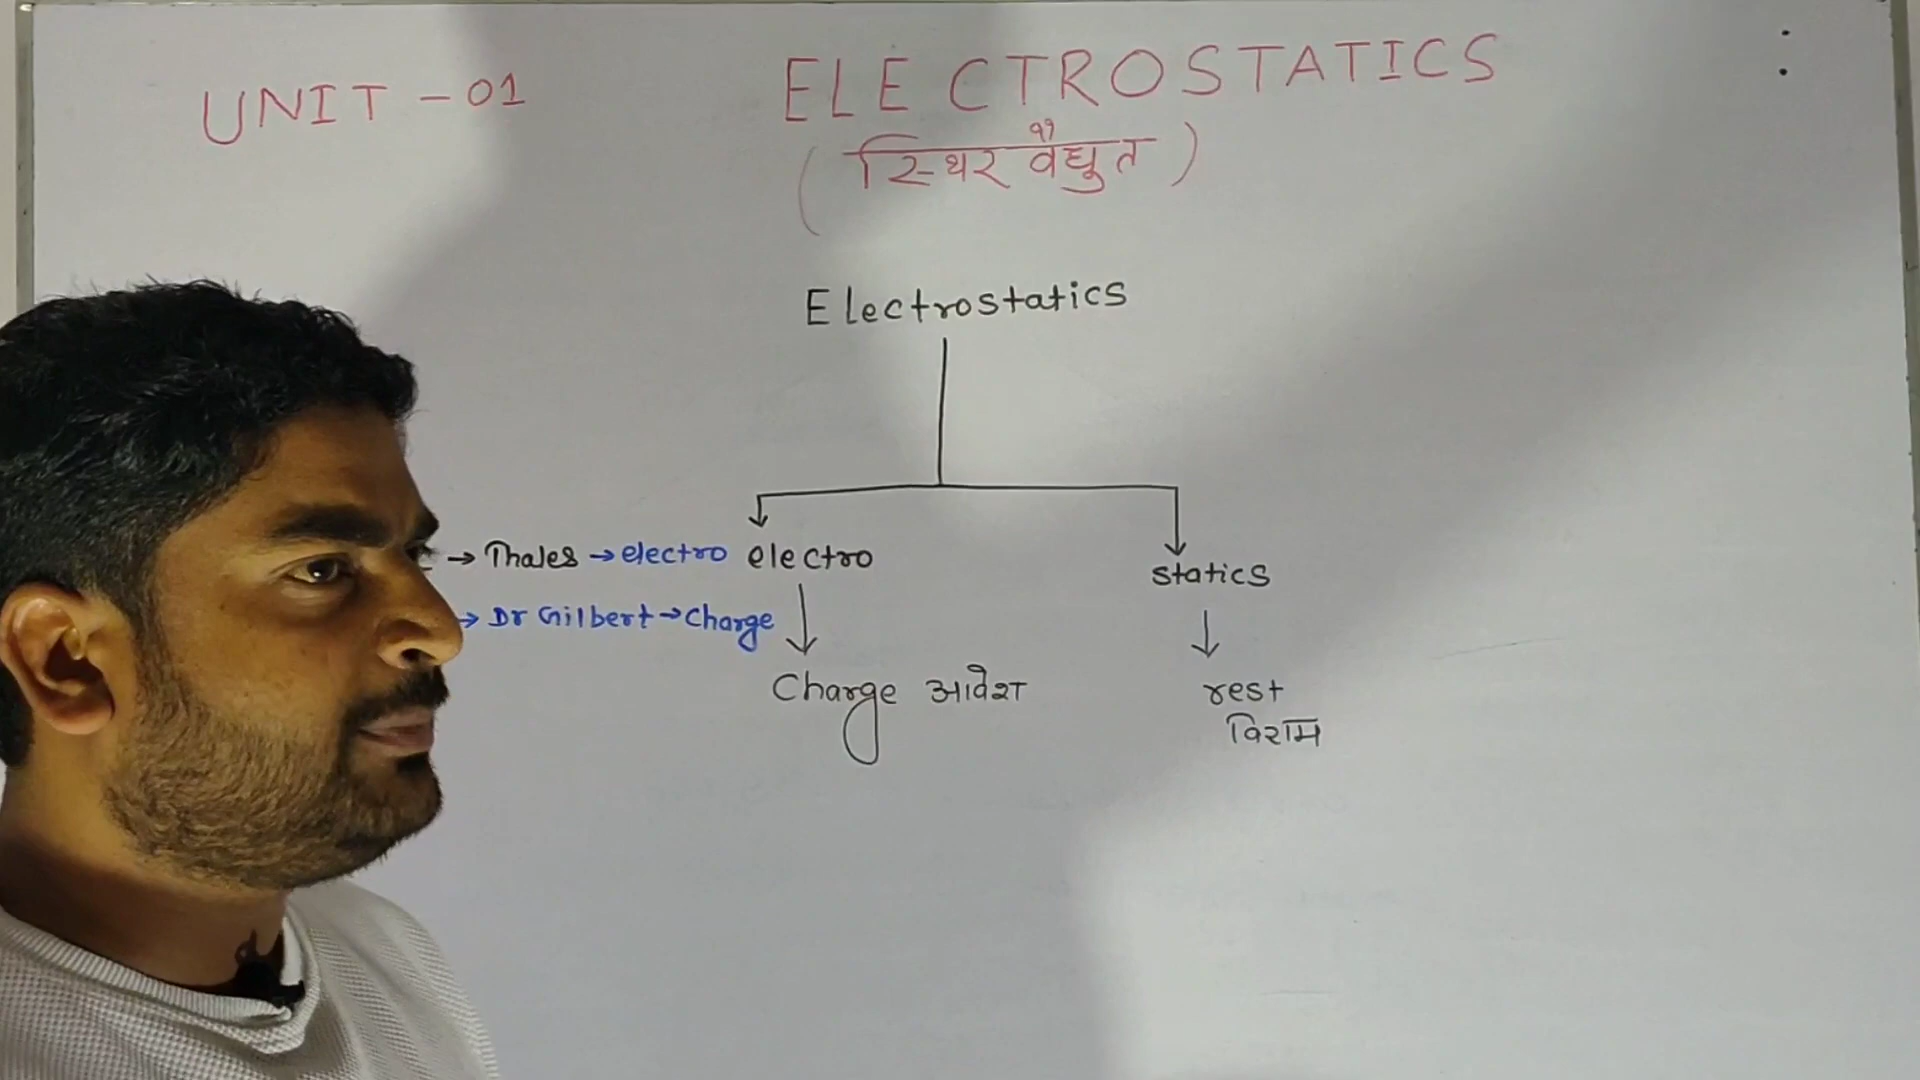 UNIT - 01 ELECTROSTATICS
(स्थिर वैद्युत)
Electrostatics
→ Thales → electro electro statics
→ Dr Gilbert → Charge
Charge आवेश rest
विराम